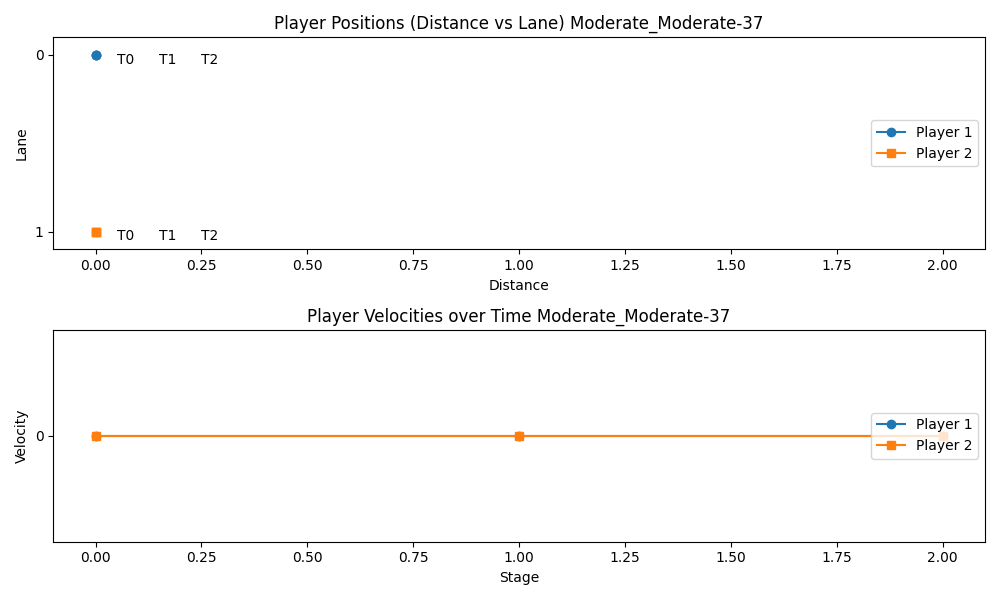 Player Positions (Distance vs Lane) Moderate_Moderate-37
0
T0 T1 T2
Lane
Player 1
Player 2
1
T0 T1 T2
0.00 0.25 0.50 0.75 1.00 1.25 1.50 1.75 2.00
Distance
Player Velocities over Time Moderate_Moderate-37
Velocity
0
Player 1
Player 2
0.00 0.25 0.50 0.75 1.00 1.25 1.50 1.75 2.00
Stage